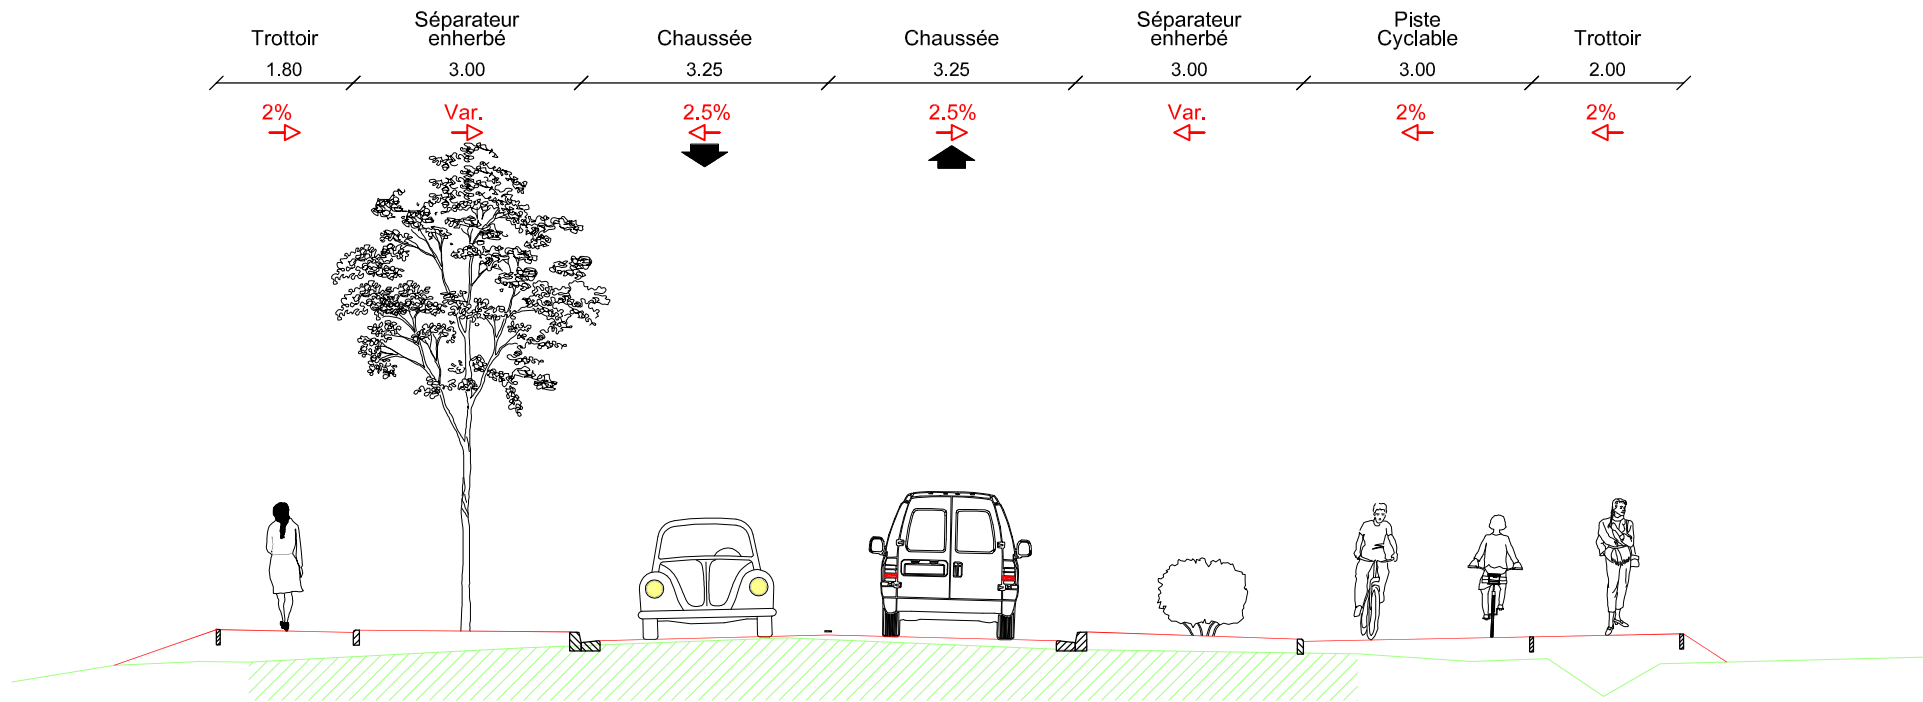 Trottoir
Séparateur
enherbé
Chaussée
Chaussée
Séparateur
enherbé
Piste
Cyclable
Trottoir
1.80
3.00
3.25
3.25
3.00
3.00
2.00
2%
Var.
2.5%
2.5%
Var.
2%
2%